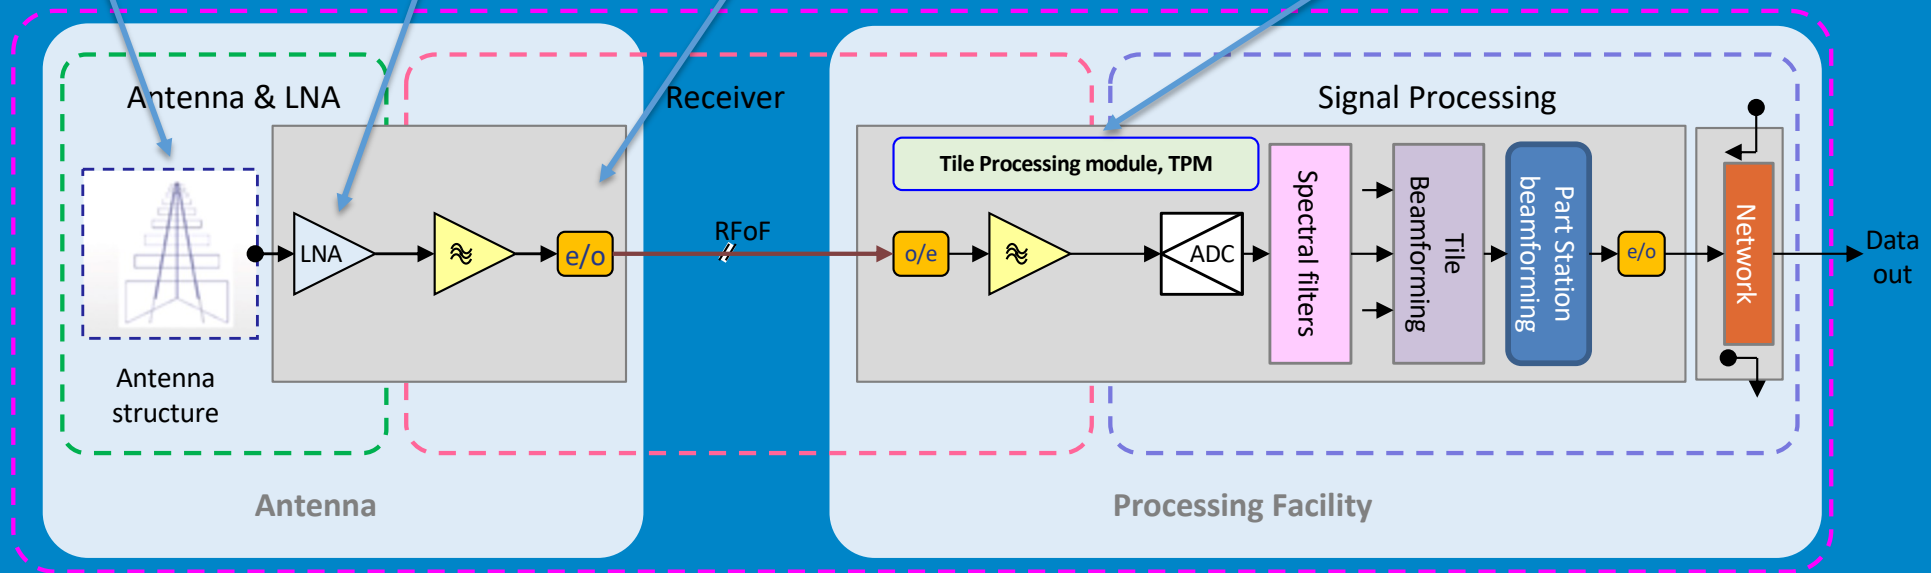 Antenna & LNA
Receiver
Signal Processing
Tile Processing module, TPM
LNA
e/o
RFoF
o/e
ADC
Spectral filters
Tile
Beamforming
Part Station
beamforming
e/o
Network
Data
out
Antenna
structure
Antenna
Processing Facility